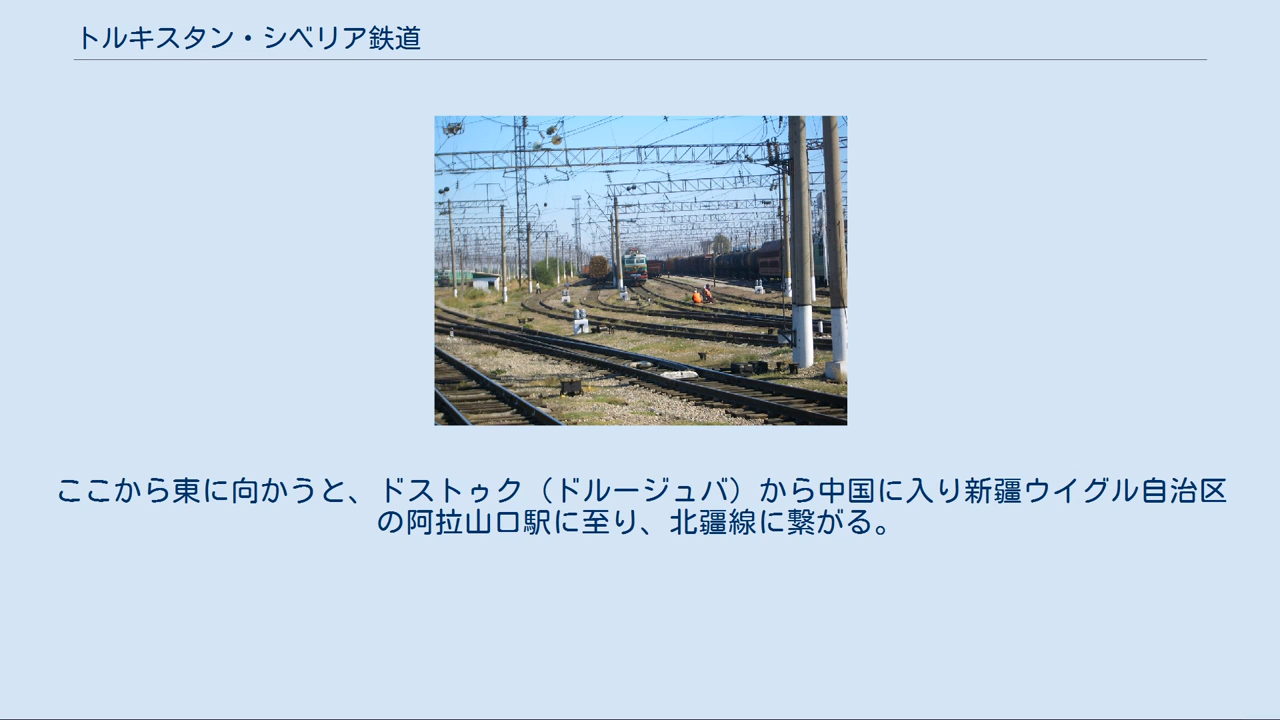 トルキスタン・シベリア鉄道
ここから東に向かうと、ドストゥク（ドルージュバ）から中国に入り新疆ウイグル自治区
の阿拉山口駅に至り、北疆線に繋がる。